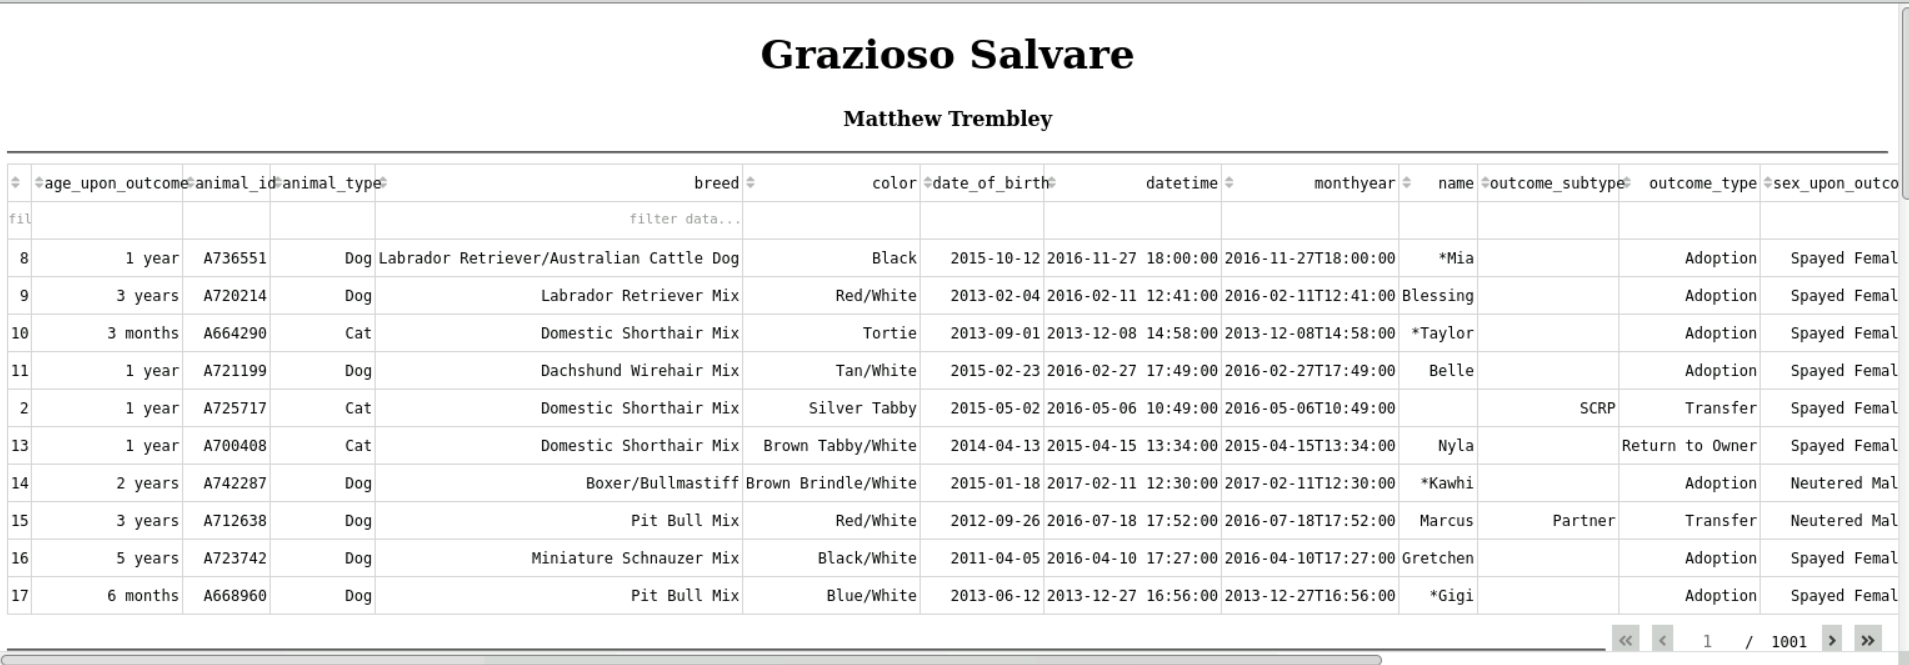 Grazioso Salvare
Matthew Trembley
age_upon_outcome animal_id animal_type breed color date_of_birth datetime monthyear name outcome_subtype outcome_type sex_upon_outco
fil filter data...
8 1 year A736551 Dog Labrador Retriever/Australian Cattle Dog Black 2015-10-12 2016-11-27 18:00:00 2016-11-27T18:00:00 *Mia Adoption Spayed Femal
9 3 years A720214 Dog Labrador Retriever Mix Red/White 2013-02-04 2016-02-11 12:41:00 2016-02-11T12:41:00 Blessing Adoption Spayed Femal
10 3 months A664290 Cat Domestic Shorthair Mix Tortie 2013-09-01 2013-12-08 14:58:00 2013-12-08T14:58:00 *Taylor Adoption Spayed Femal
11 1 year A721199 Dog Dachshund Wirehair Mix Tan/White 2015-02-23 2016-02-27 17:49:00 2016-02-27T17:49:00 Belle Adoption Spayed Femal
2 1 year A725717 Cat Domestic Shorthair Mix Silver Tabby 2015-05-02 2016-05-06 10:49:00 2016-05-06T10:49:00 SCRP Transfer Spayed Femal
13 1 year A700408 Cat Domestic Shorthair Mix Brown Tabby/White 2014-04-13 2015-04-15 13:34:00 2015-04-15T13:34:00 Nyla Return to Owner Spayed Femal
14 2 years A742287 Dog Boxer/Bullmastiff Brown Brindle/White 2015-01-18 2017-02-11 12:30:00 2017-02-11T12:30:00 *Kawhi Adoption Neutered Mal
15 3 years A712638 Dog Pit Bull Mix Red/White 2012-09-26 2016-07-18 17:52:00 2016-07-18T17:52:00 Marcus Partner Transfer Neutered Mal
16 5 years A723742 Dog Miniature Schnauzer Mix Black/White 2011-04-05 2016-04-10 17:27:00 2016-04-10T17:27:00 Gretchen Adoption Spayed Femal
17 6 months A668960 Dog Pit Bull Mix Blue/White 2013-06-12 2013-12-27 16:56:00 2013-12-27T16:56:00 *Gigi Adoption Spayed Femal
« < 1 / 1001 > »